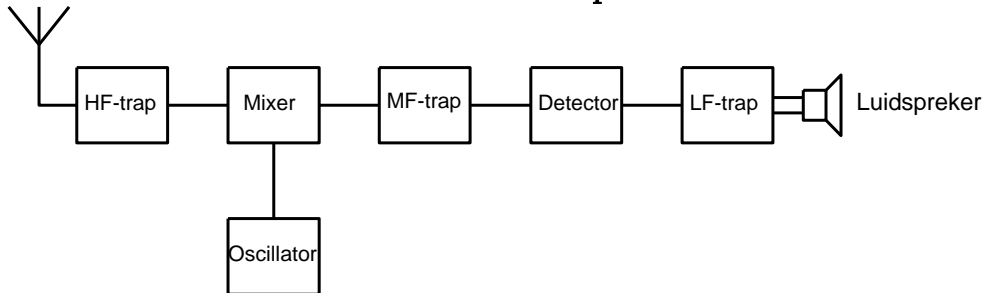 HF-trap
Mixer
MF-trap
Detector
LF-trap
Luidspreker
Oscillator